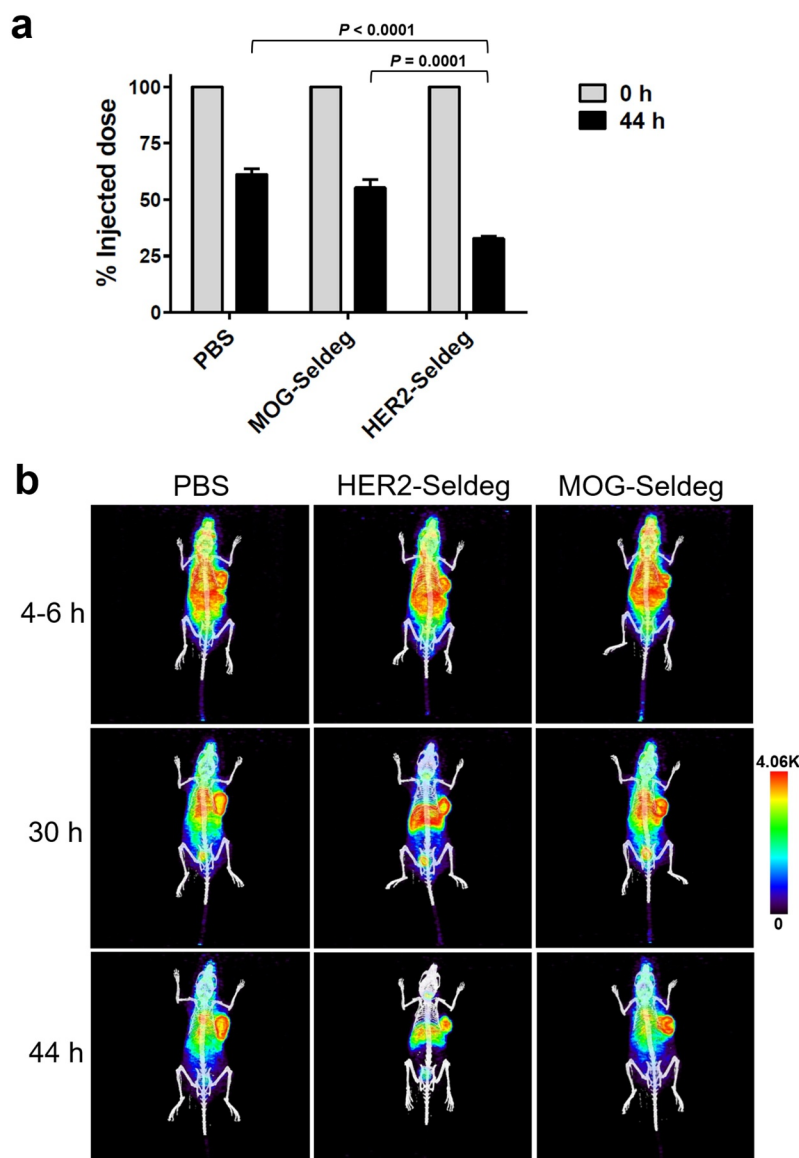 a
P < 0.0001
P = 0.0001
100
75
50
25
0
% Injected dose
0 h
44 h
PBS
MOG-Seldeg
HER2-Seldeg
b
PBS HER2-Seldeg MOG-Seldeg
4-6 h
30 h
4.06K
0
44 h